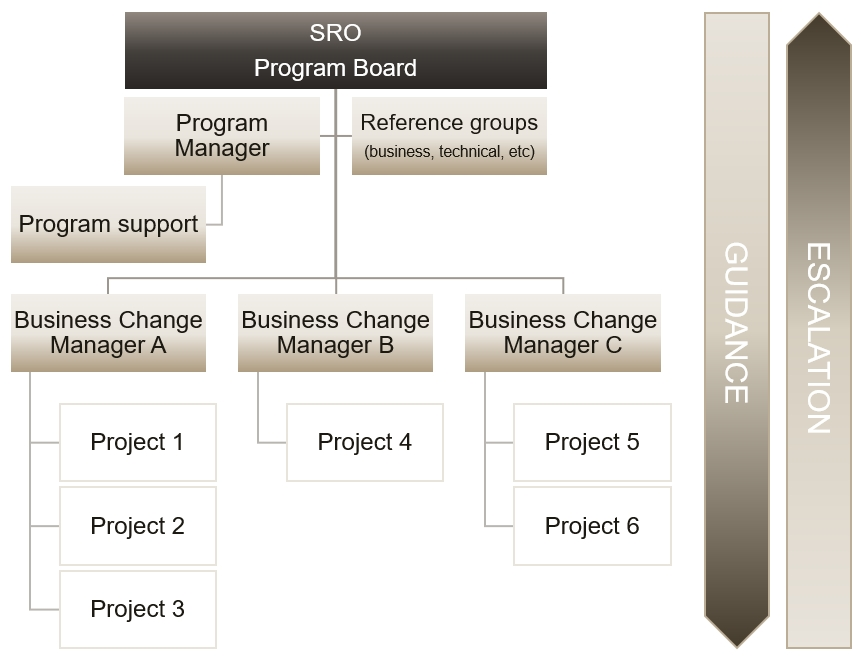 SRO
Program Board
Program
Manager
Reference groups
(business, technical, etc)
Program support
Business Change
Manager A
Business Change
Manager B
Business Change
Manager C
Project 1
Project 4
Project 5
Project 2
Project 6
Project 3
GUIDANCE
ESCALATION